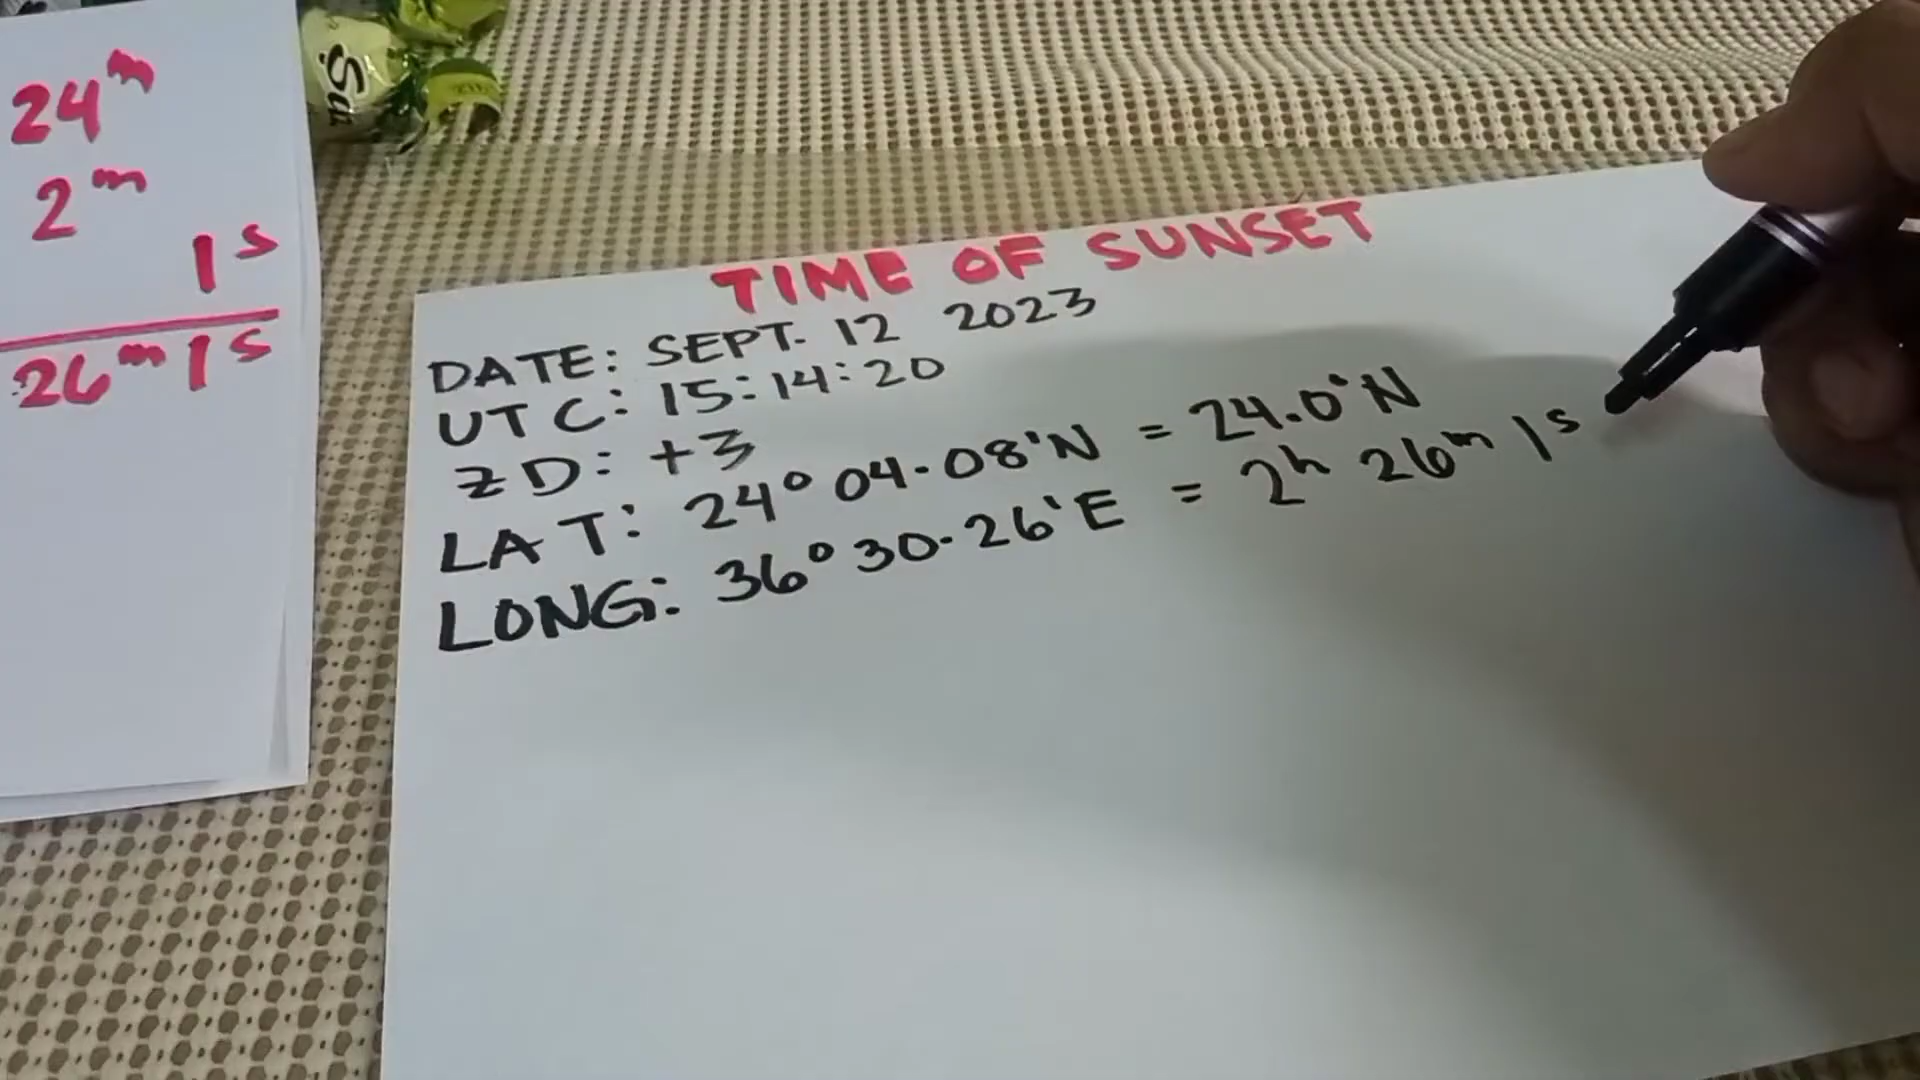 24ᵐ
2ᵐ
1ˢ
26ᵐ 1ˢ
Su
TIME OF SUNSET
DATE: SEPT. 12 2023
UTC: 15:14:20
ZD: +3
LAT: 24° 04.08'N = 24.0°N
LONG: 36° 30.26'E = 2ʰ 26ᵐ 1ˢ